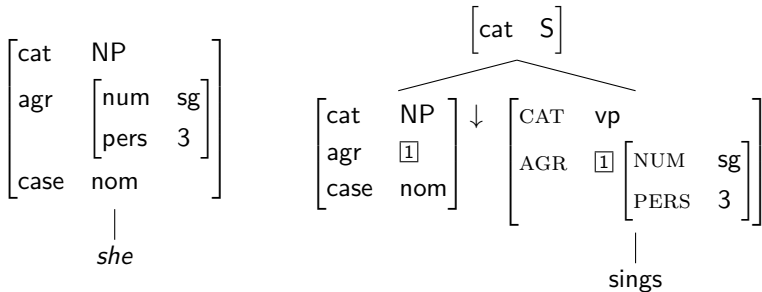 cat NP
agr num sg
pers 3
case nom
she
cat S
cat NP ↓
agr 1
case nom
CAT vp
AGR 1 NUM sg
PERS 3
sings